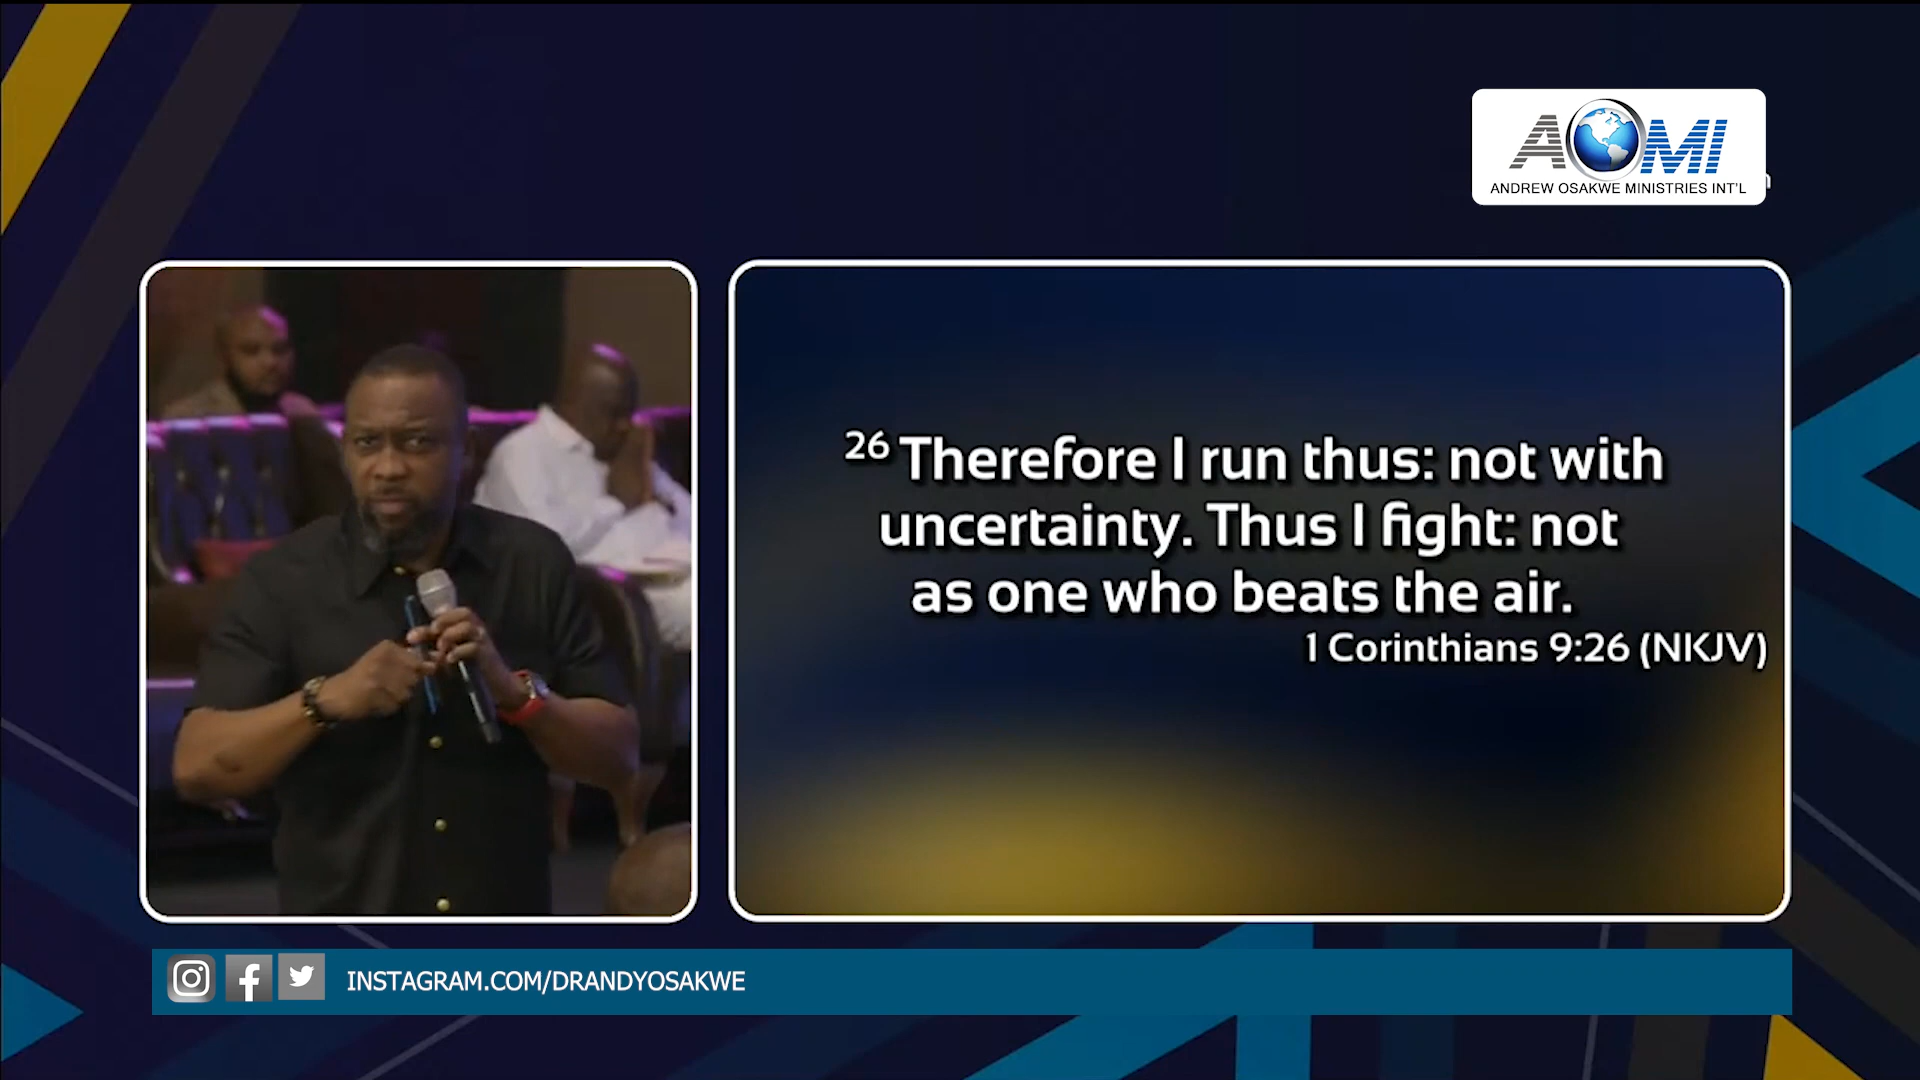 AOMI
ANDREW OSAKWE MINISTRIES INT'L
26 Therefore I run thus: not with
uncertainty. Thus I fight: not
as one who beats the air.
1 Corinthians 9:26 (NKJV)
INSTAGRAM.COM/DRANDYOSAKWE